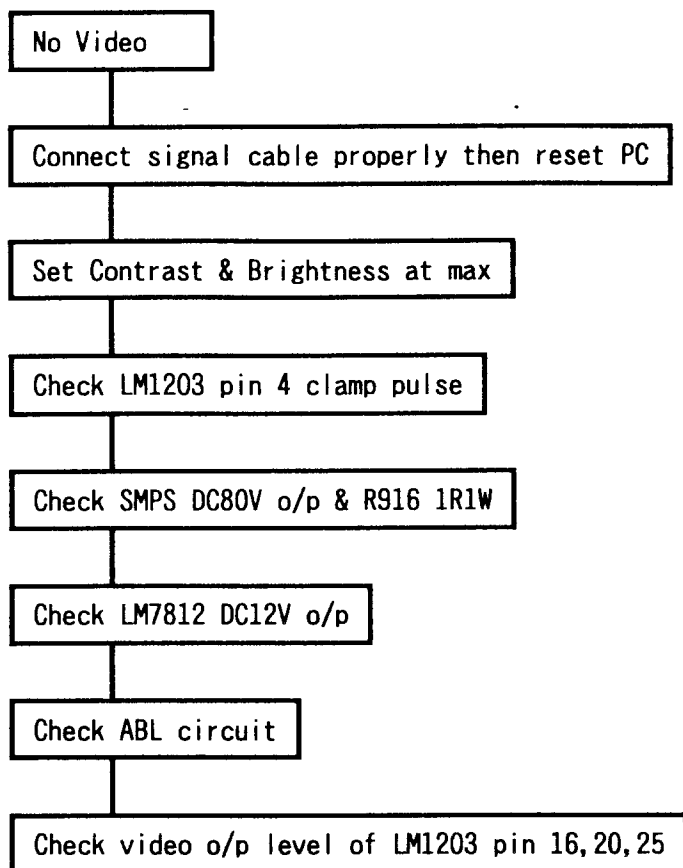 No Video
Connect signal cable properly then reset PC
Set Contrast & Brightness at max
Check LM1203 pin 4 clamp pulse
Check SMPS DC80V o/p & R916 1R1W
Check LM7812 DC12V o/p
Check ABL circuit
Check video o/p level of LM1203 pin 16,20,25